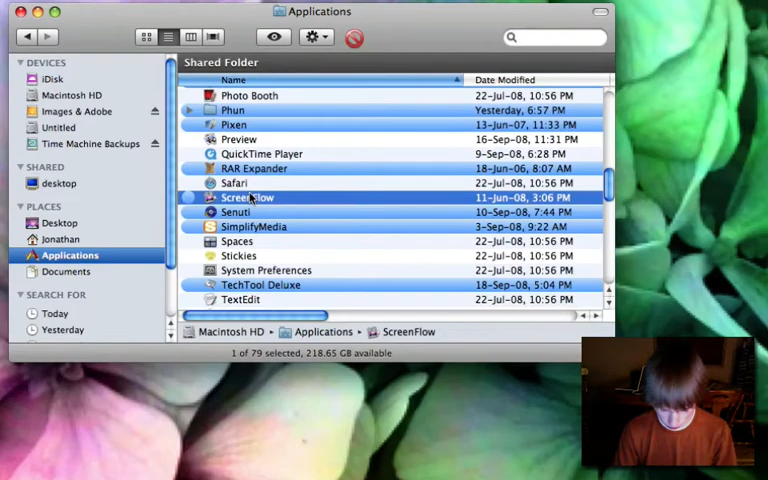 Applications
DEVICES
iDisk
Macintosh HD
Images & Adobe
Untitled
Time Machine Backups
SHARED
desktop
PLACES
Desktop
Jonathan
Applications
Documents
SEARCH FOR
Today
Yesterday
Shared Folder
Name Date Modified
Photo Booth 22-Jul-08, 10:56 PM
Phun Yesterday, 6:57 PM
Pixen 13-Jun-07, 11:33 PM
Preview 16-Sep-08, 11:31 PM
QuickTime Player 9-Sep-08, 6:28 PM
RAR Expander 18-Jun-06, 8:07 AM
Safari 22-Jul-08, 10:56 PM
ScreenFlow 11-Jun-08, 3:06 PM
Senuti 10-Sep-08, 7:44 PM
SimplifyMedia 3-Sep-08, 9:22 AM
Spaces 22-Jul-08, 10:56 PM
Stickies 22-Jul-08, 10:56 PM
System Preferences 22-Jul-08, 10:56 PM
TechTool Deluxe 18-Sep-08, 5:04 PM
TextEdit 22-Jul-08, 10:56 PM
Macintosh HD Applications ScreenFlow
1 of 79 selected, 218.65 GB available